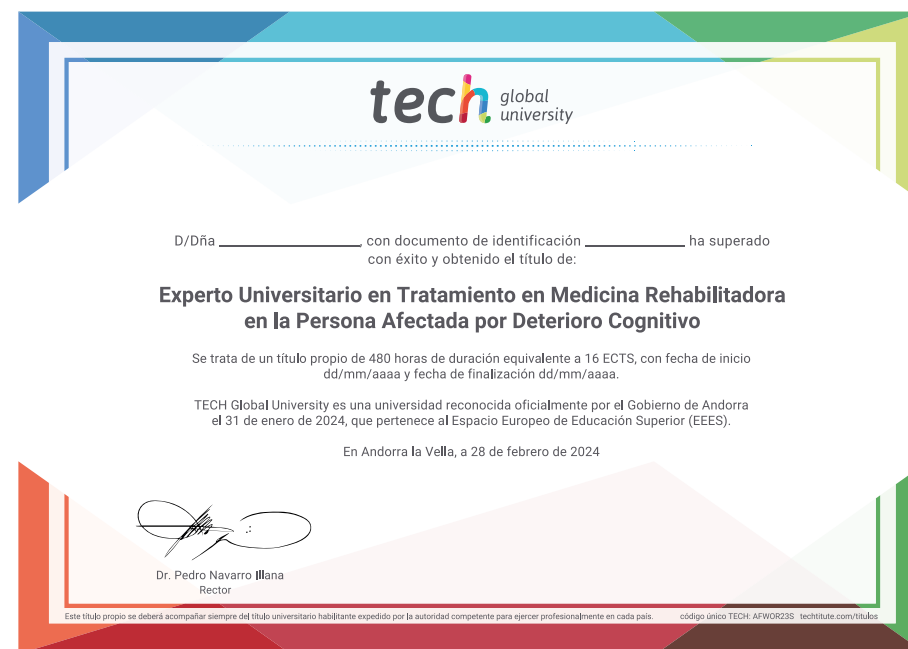 tech global university
D/Dña ____________________, con documento de identificación ______________ ha superado
con éxito y obtenido el título de:
Experto Universitario en Tratamiento en Medicina Rehabilitadora
en la Persona Afectada por Deterioro Cognitivo
Se trata de un título propio de 480 horas de duración equivalente a 16 ECTS, con fecha de inicio
dd/mm/aaaa y fecha de finalización dd/mm/aaaa.
TECH Global University es una universidad reconocida oficialmente por el Gobierno de Andorra
el 31 de enero de 2024, que pertenece al Espacio Europeo de Educación Superior (EEES).
En Andorra la Vella, a 28 de febrero de 2024
Dr. Pedro Navarro Illana
Rector
Este título propio se deberá acompañar siempre del título universitario habilitante expedido por la autoridad competente para ejercer profesionalmente en cada país. código único TECH: AFWOR23S techtitute.com/titulos